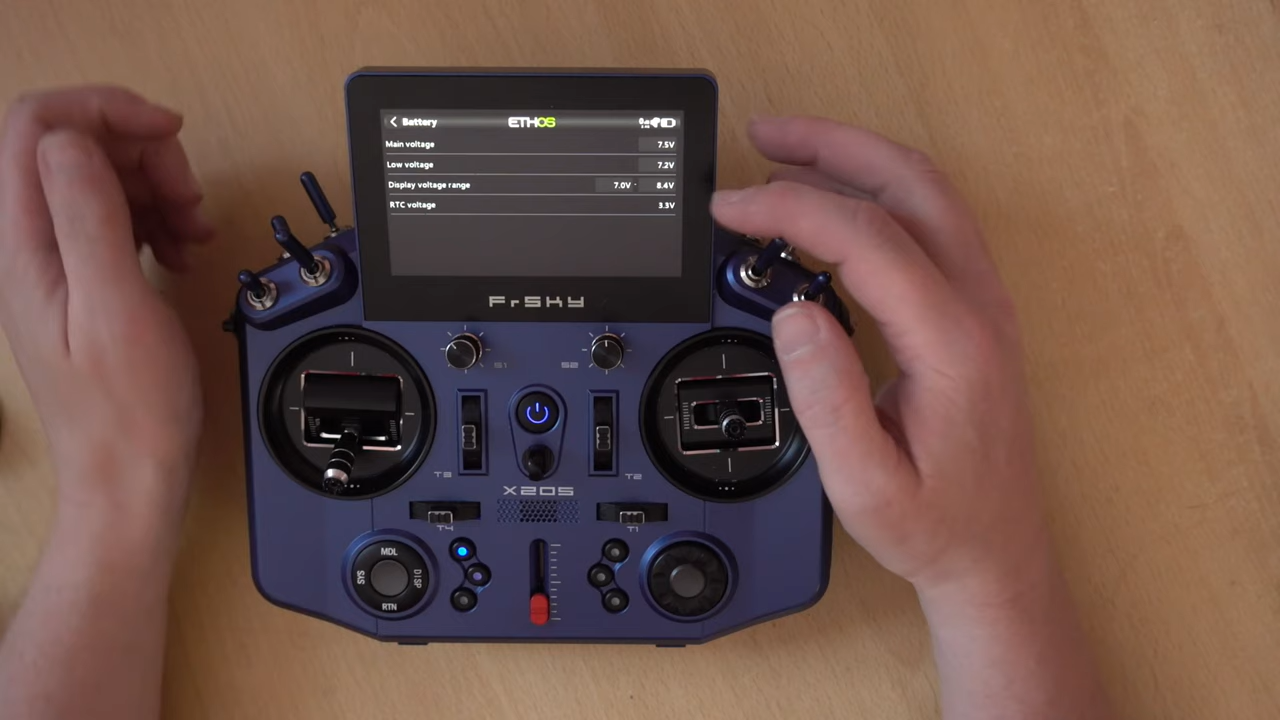 Battery ETHOS
Main voltage 7.5V
Low voltage 7.2V
Display voltage range 7.0V - 8.4V
RTC voltage 3.3V
FrSKY
S1 S2
T3 T2
X20S
T4 T1
MDL
SYS DISP
RTN